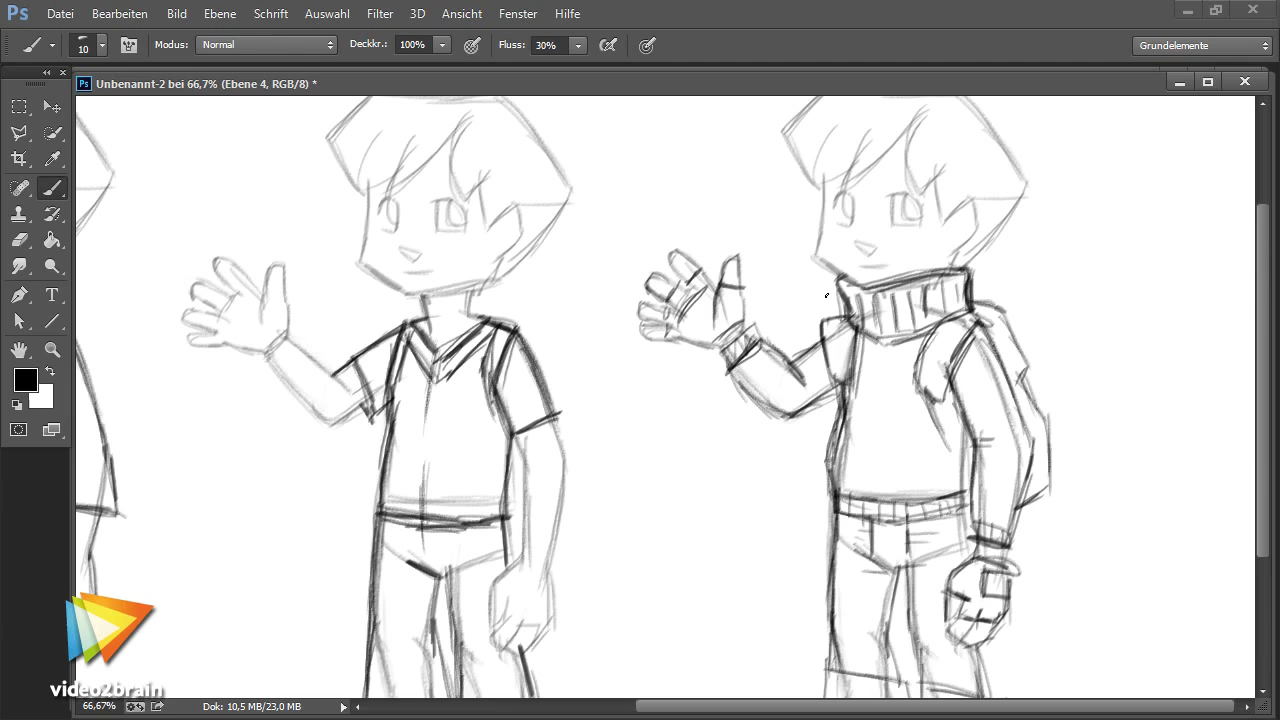 Ps Datei Bearbeiten Bild Ebene Schrift Auswahl Filter 3D Ansicht Fenster Hilfe
10 Modus: Normal Deckkr.: 100% Fluss: 30% Grundelemente
Ps Unbenannt-2 bei 66,7% (Ebene 4, RGB/8) *
T
video2brain
66,67% Dok: 10,5 MB/23,0 MB